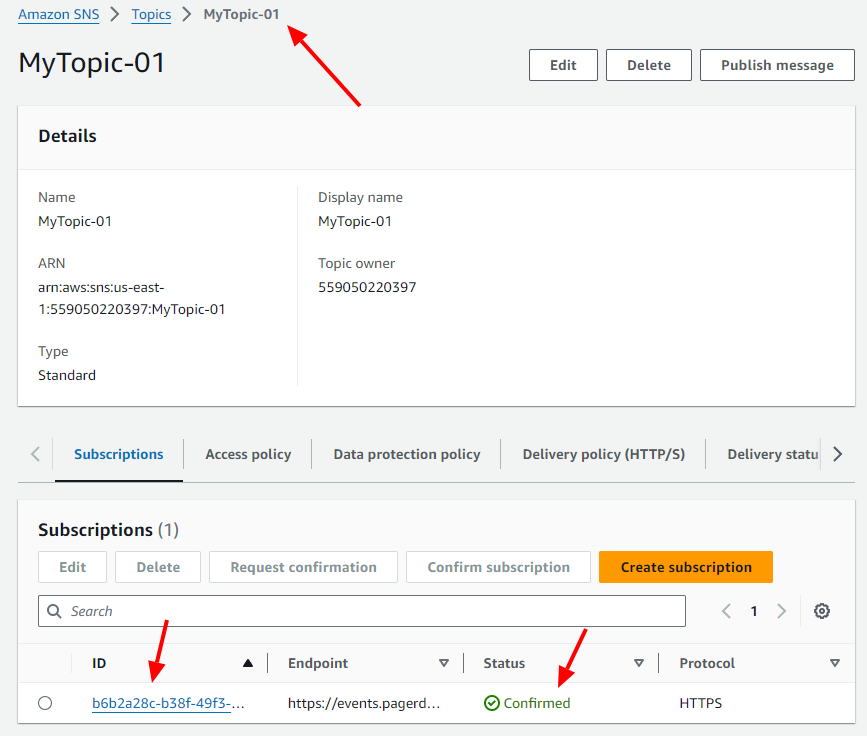 Amazon SNS > Topics > MyTopic-01
MyTopic-01
Edit
Delete
Publish message
Details
Name
MyTopic-01
ARN
arn:aws:sns:us-east-
1:559050220397:MyTopic-01
Type
Standard
Display name
MyTopic-01
Topic owner
559050220397
Subscriptions
Access policy
Data protection policy
Delivery policy (HTTP/S)
Delivery statu
Subscriptions (1)
Edit
Delete
Request confirmation
Confirm subscription
Create subscription
Search
1
ID
Endpoint
Status
Protocol
b6b2a28c-b38f-49f3-...
https://events.pagerd...
Confirmed
HTTPS